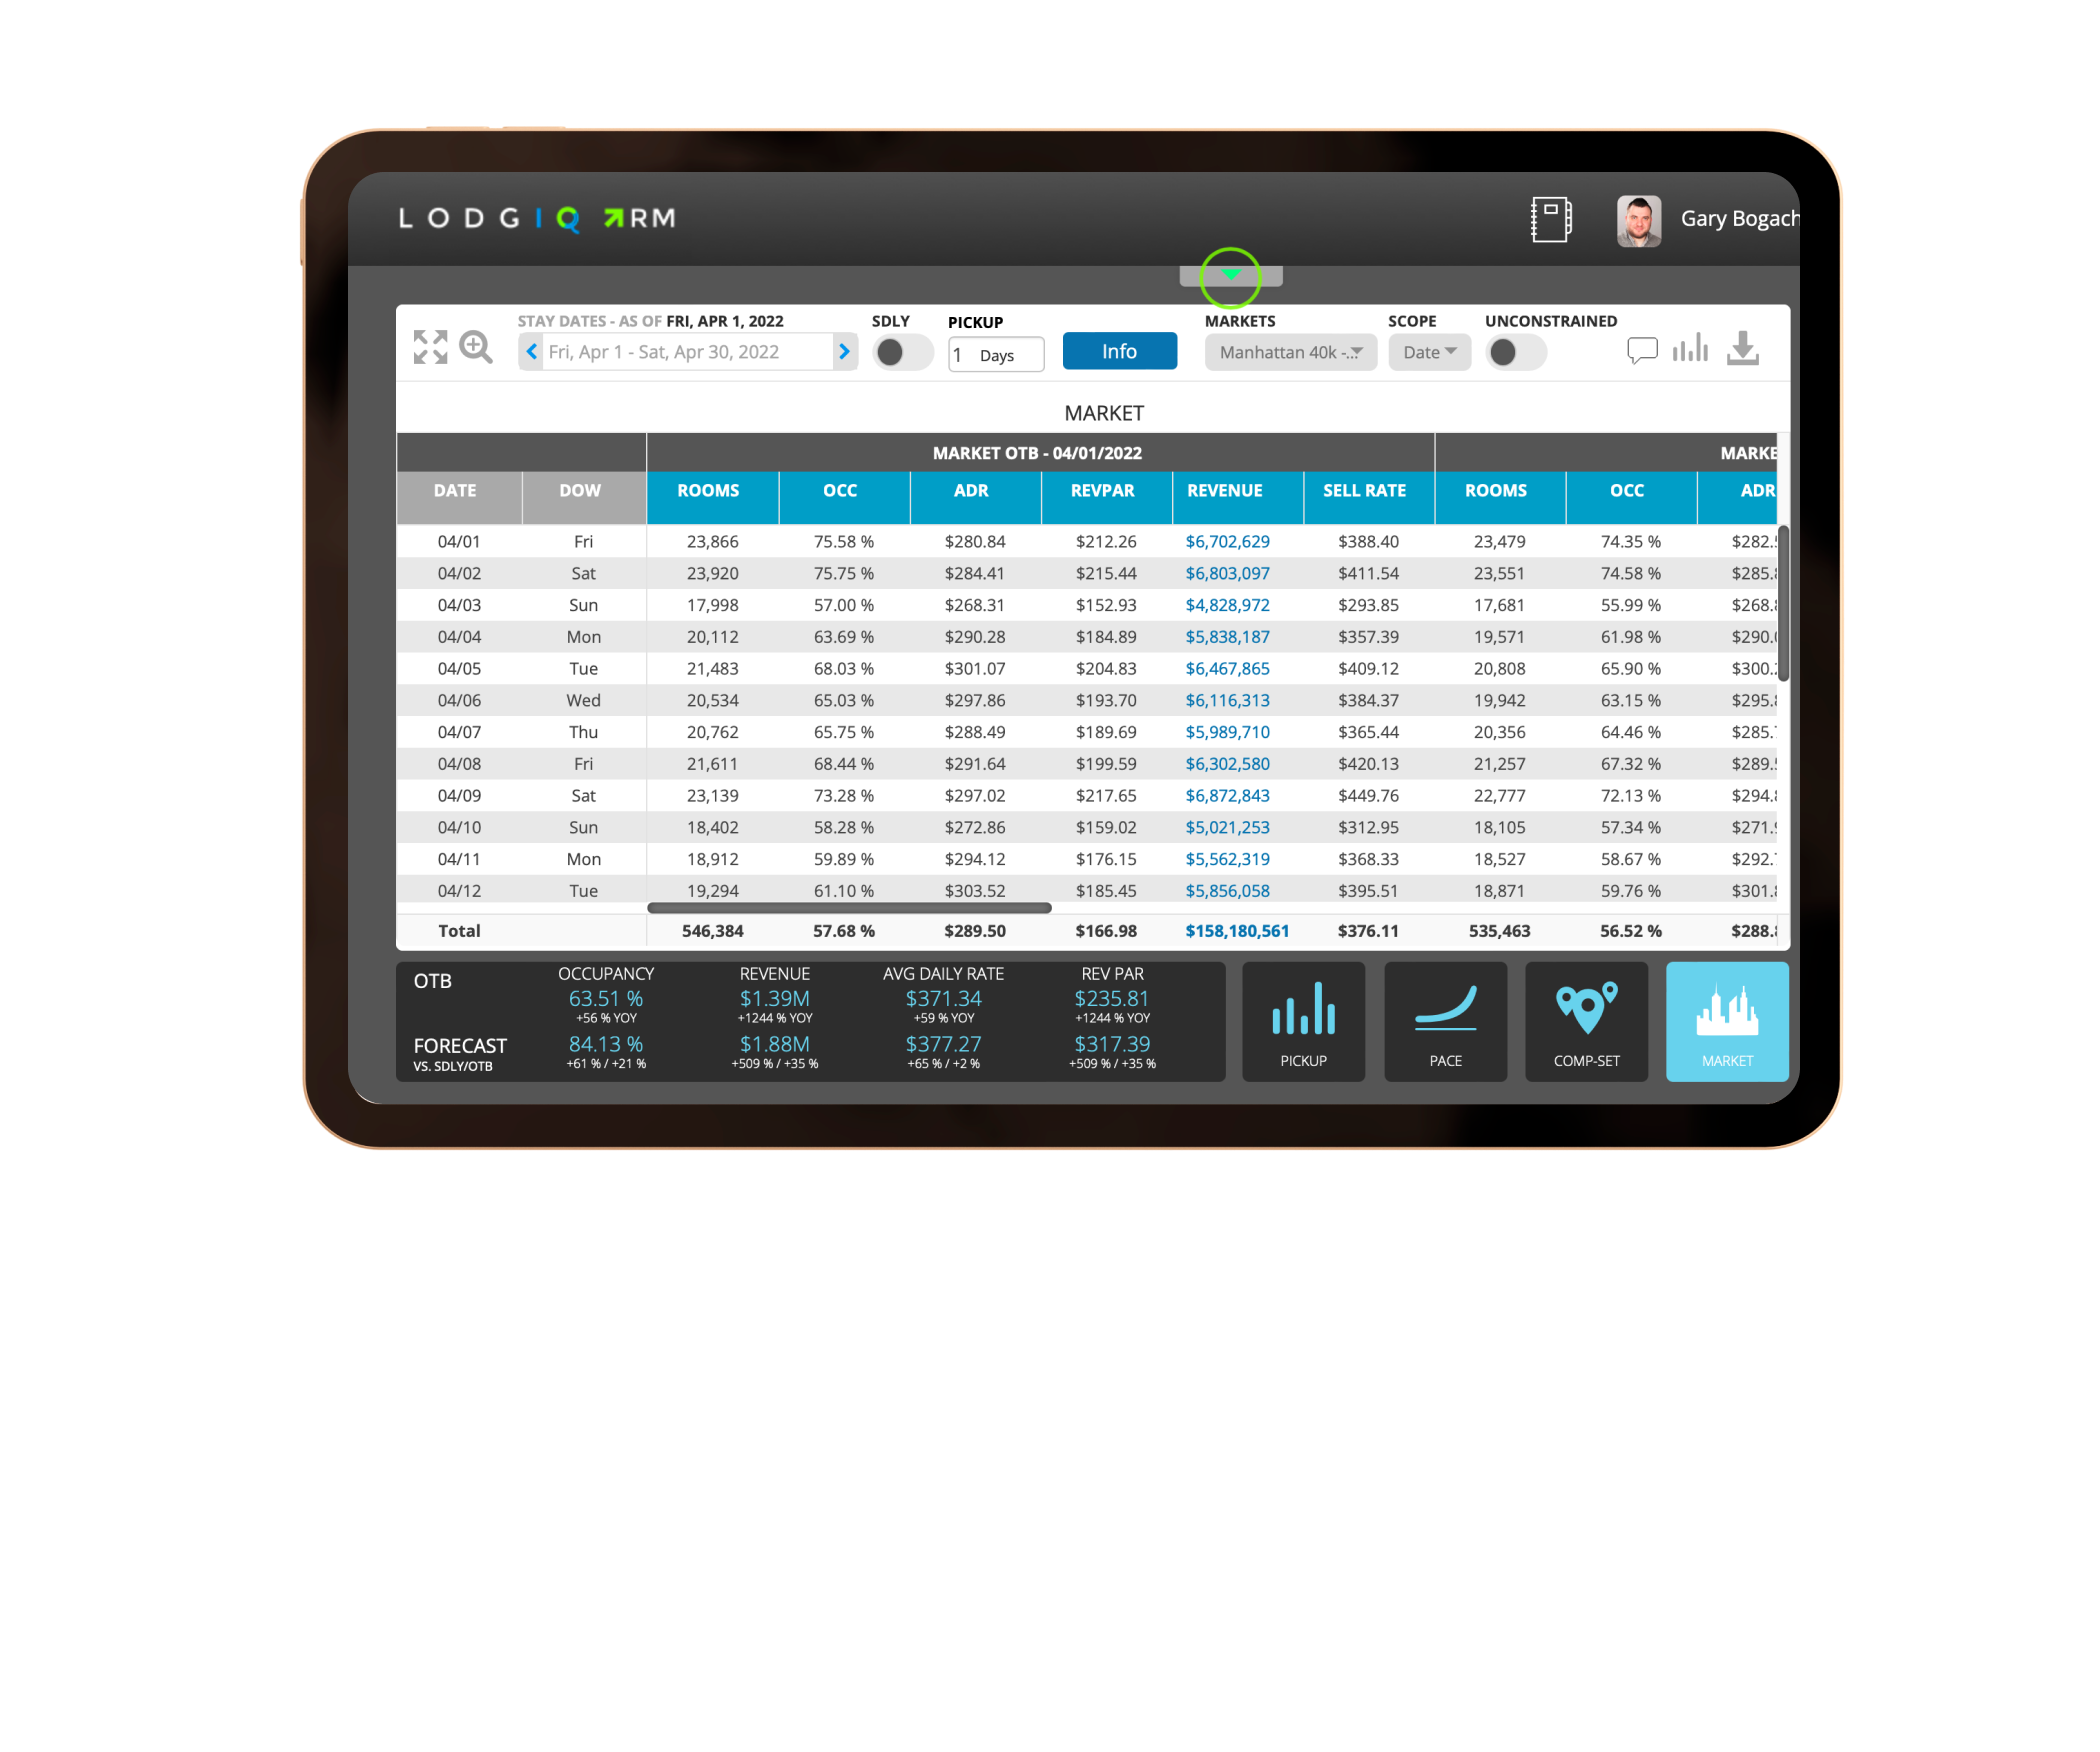 LODGIQ RM
Gary Bogach
STAY DATES - AS OF FRI, APR 1, 2022
SDLY
PICKUP
MARKETS
SCOPE
UNCONSTRAINED
Fri, Apr 1 - Sat, Apr 30, 2022
1 Days
Info
Manhattan 40k -...
Date
MARKET
MARKET OTB - 04/01/2022 MARKE
DATE DOW ROOMS OCC ADR REVPAR REVENUE SELL RATE ROOMS OCC ADR
04/01 Fri 23,866 75.58 % $280.84 $212.26 $6,702,629 $388.40 23,479 74.35 % $282.
04/02 Sat 23,920 75.75 % $284.41 $215.44 $6,803,097 $411.54 23,551 74.58 % $285.
04/03 Sun 17,998 57.00 % $268.31 $152.93 $4,828,972 $293.85 17,681 55.99 % $268.
04/04 Mon 20,112 63.69 % $290.28 $184.89 $5,838,187 $357.39 19,571 61.98 % $290.
04/05 Tue 21,483 68.03 % $301.07 $204.83 $6,467,865 $409.12 20,808 65.90 % $300.
04/06 Wed 20,534 65.03 % $297.86 $193.70 $6,116,313 $384.37 19,942 63.15 % $295.
04/07 Thu 20,762 65.75 % $288.49 $189.69 $5,989,710 $365.44 20,356 64.46 % $285.
04/08 Fri 21,611 68.44 % $291.64 $199.59 $6,302,580 $420.13 21,257 67.32 % $289.
04/09 Sat 23,139 73.28 % $297.02 $217.65 $6,872,843 $449.76 22,777 72.13 % $294.
04/10 Sun 18,402 58.28 % $272.86 $159.02 $5,021,253 $312.95 18,105 57.34 % $271.
04/11 Mon 18,912 59.89 % $294.12 $176.15 $5,562,319 $368.33 18,527 58.67 % $292.
04/12 Tue 19,294 61.10 % $303.52 $185.45 $5,856,058 $395.51 18,871 59.76 % $301.
Total 546,384 57.68 % $289.50 $166.98 $158,180,561 $376.11 535,463 56.52 % $288.
OTB OCCUPANCY REVENUE AVG DAILY RATE REV PAR
63.51 % $1.39M $371.34 $235.81
+56 % YOY +1244 % YOY +59 % YOY +1244 % YOY
FORECAST 84.13 % $1.88M $377.27 $317.39
VS. SDLY/OTB +61 % / +21 % +509 % / +35 % +65 % / +2 % +509 % / +35 %
PICKUP
PACE
COMP-SET
MARKET